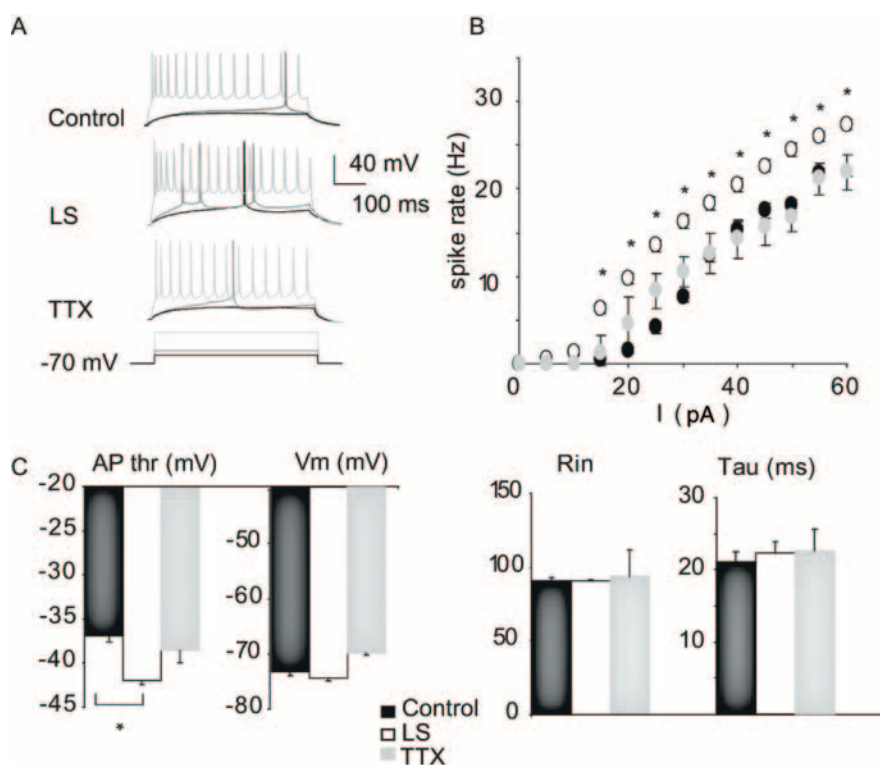 A
Control
LS
TTX
-70 mV
40 mV
100 ms
B
spike rate (Hz)
30
20
10
0
20
40
60
I (pA)
* * * * * * * * * *
C
AP thr (mV)
-20
-25
-30
-35
-40
-45
*
Vm (mV)
-50
-60
-70
-80
Control
LS
TTX
Rin
150
100
50
0
Tau (ms)
30
20
10